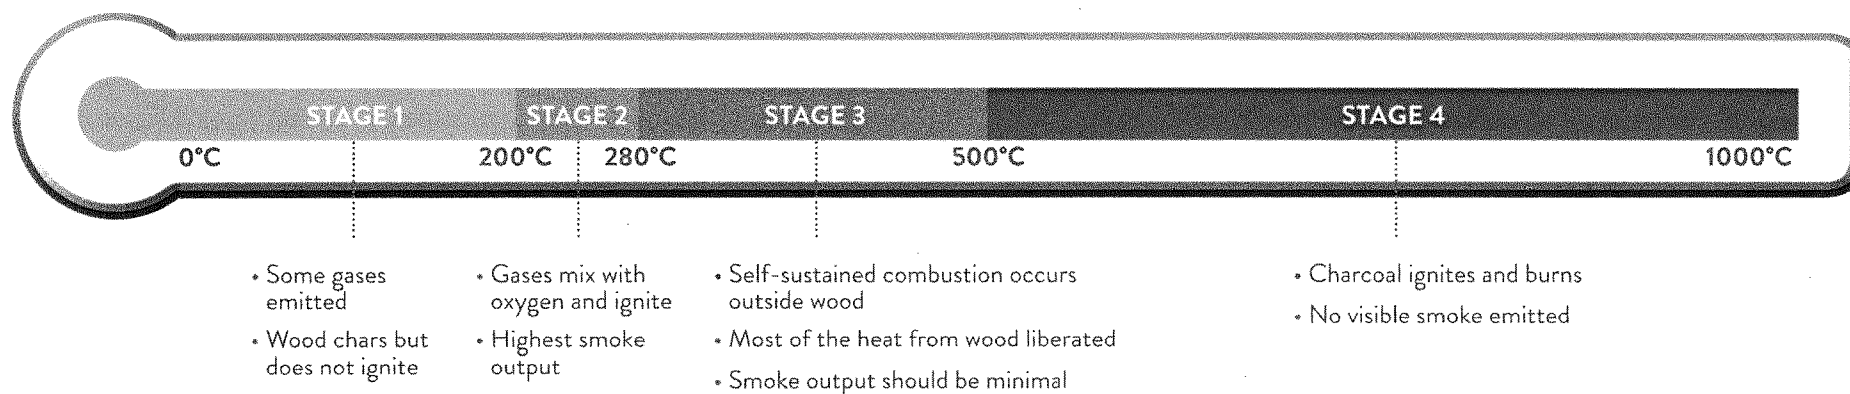 STAGE 1
STAGE 2
STAGE 3
STAGE 4
0°C
200°C
280°C
500°C
1000°C
• Some gases
emitted
• Wood chars but
does not ignite
• Gases mix with
oxygen and ignite
• Highest smoke
output
• Self-sustained combustion occurs
outside wood
• Most of the heat from wood liberated
• Smoke output should be minimal
• Charcoal ignites and burns
• No visible smoke emitted